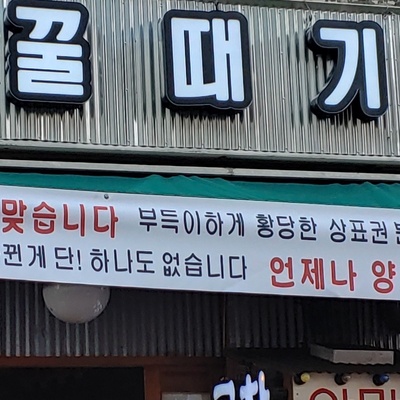 꿀때기
맞습니다 부득이하게 황당한 상표권
뀐게 단! 하나도 없습니다 언제나 양